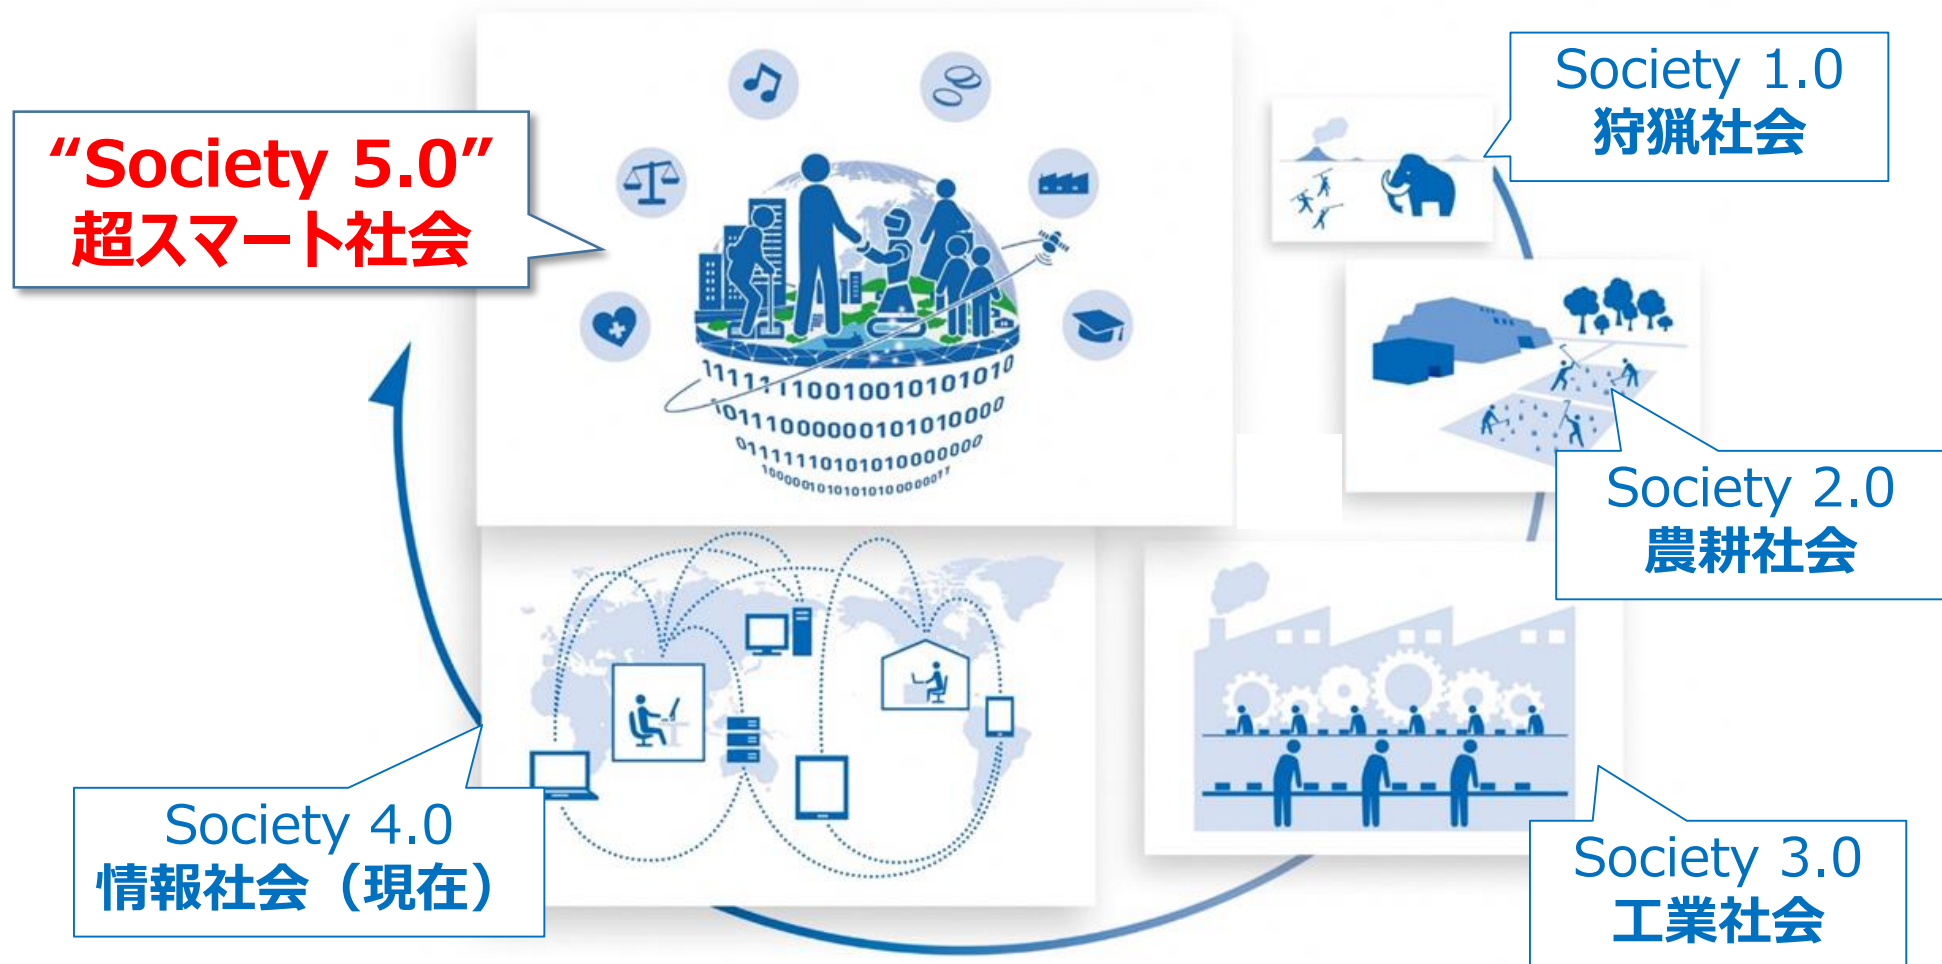 “Society 5.0”
超スマート社会
Society 1.0
狩猟社会
Society 2.0
農耕社会
Society 3.0
工業社会
Society 4.0
情報社会（現在）